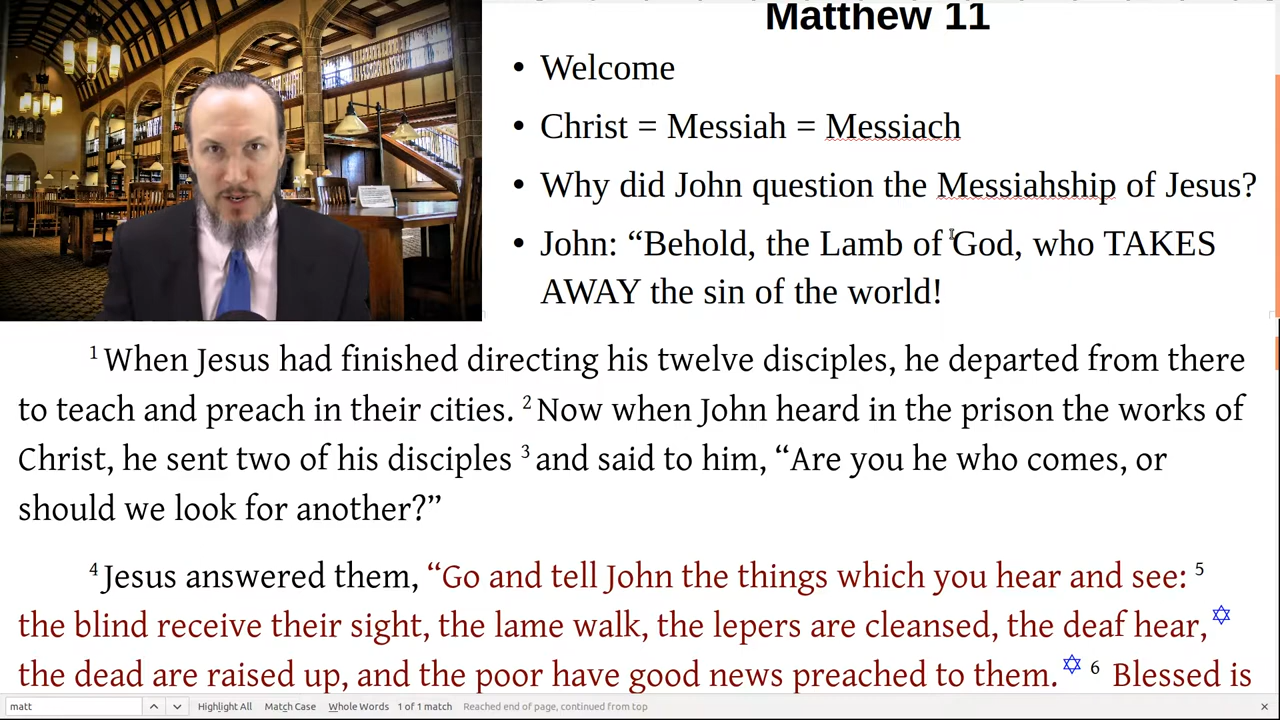 Matthew 11
• Welcome
• Christ = Messiah = Messiach
• Why did John question the Messiahship of Jesus?
• John: “Behold, the Lamb of God, who TAKES
AWAY the sin of the world!
1 When Jesus had finished directing his twelve disciples, he departed from there
to teach and preach in their cities. 2 Now when John heard in the prison the works of
Christ, he sent two of his disciples 3 and said to him, “Are you he who comes, or
should we look for another?”
4 Jesus answered them, “Go and tell John the things which you hear and see: 5
the blind receive their sight, the lame walk, the lepers are cleansed, the deaf hear,✡
the dead are raised up, and the poor have good news preached to them.✡ 6 Blessed is
matt Highlight All Match Case Whole Words 1 of 1 match Reached end of page, continued from top